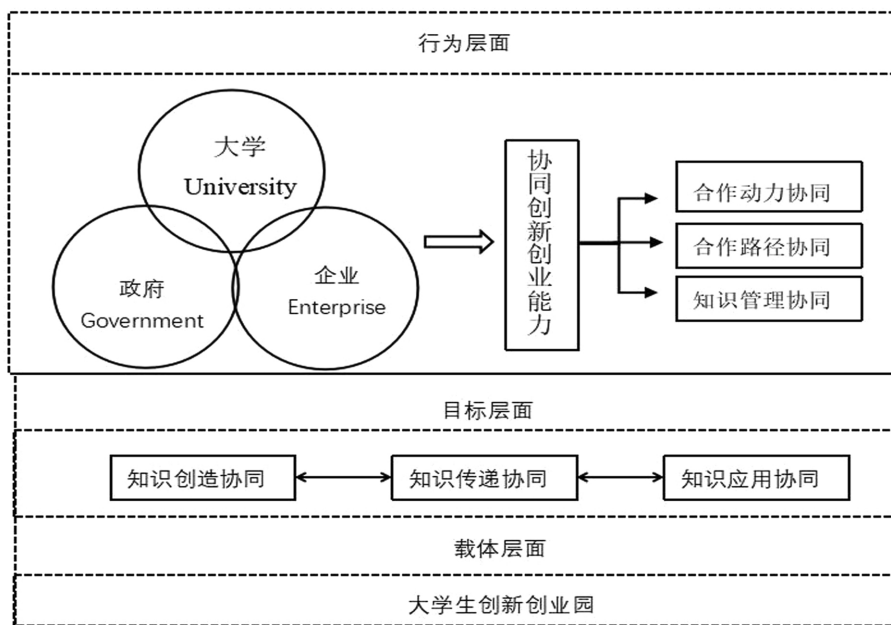 行为层面
大学
University
政府
Government
企业
Enterprise
协同创新创业能力
合作动力协同
合作路径协同
知识管理协同
目标层面
知识创造协同
知识传递协同
知识应用协同
载体层面
大学生创新创业园